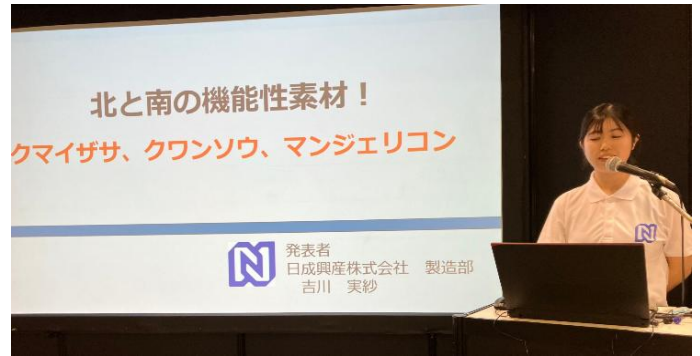 北と南の機能性素材！
クマイザサ、クワンソウ、マンジェリコン
N
発表者
日成興産株式会社　製造部
吉川　実紗
N